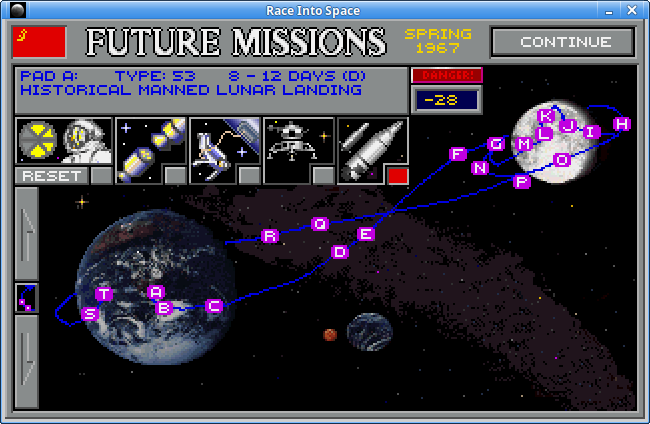 Race Into Space
FUTURE MISSIONS
SPRING
1967
CONTINUE
PAD A: TYPE: 53 8 - 12 DAYS (D)
HISTORICAL MANNED LUNAR LANDING
DANGER!
-28
RESET
K
J
I
H
L
M
G
F
N
O
P
Q
R
E
D
T
A
B
C
S